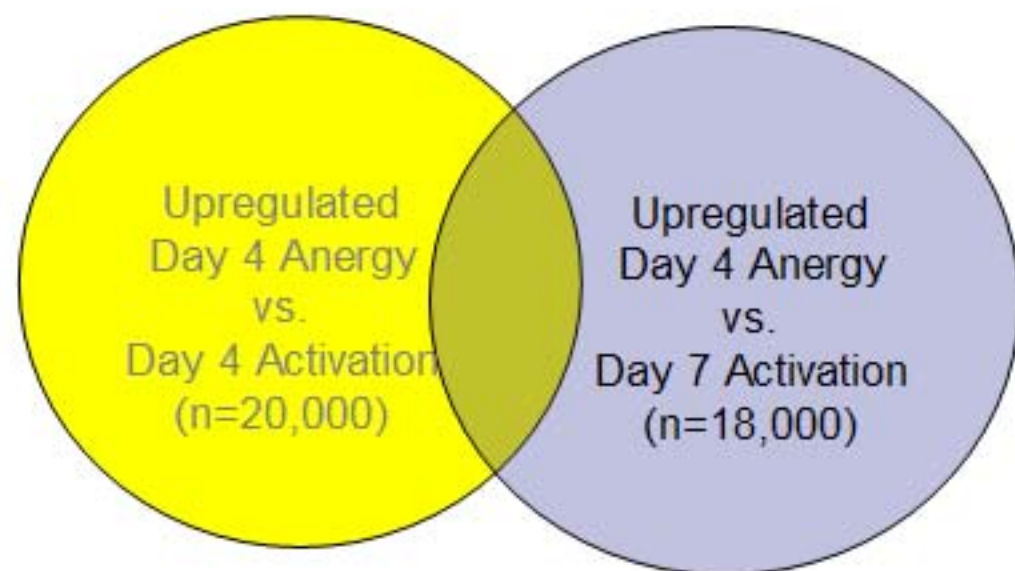 Upregulated
Day 4 Anergy
vs.
Day 4 Activation
(n=20,000)
Upregulated
Day 4 Anergy
vs.
Day 7 Activation
(n=18,000)